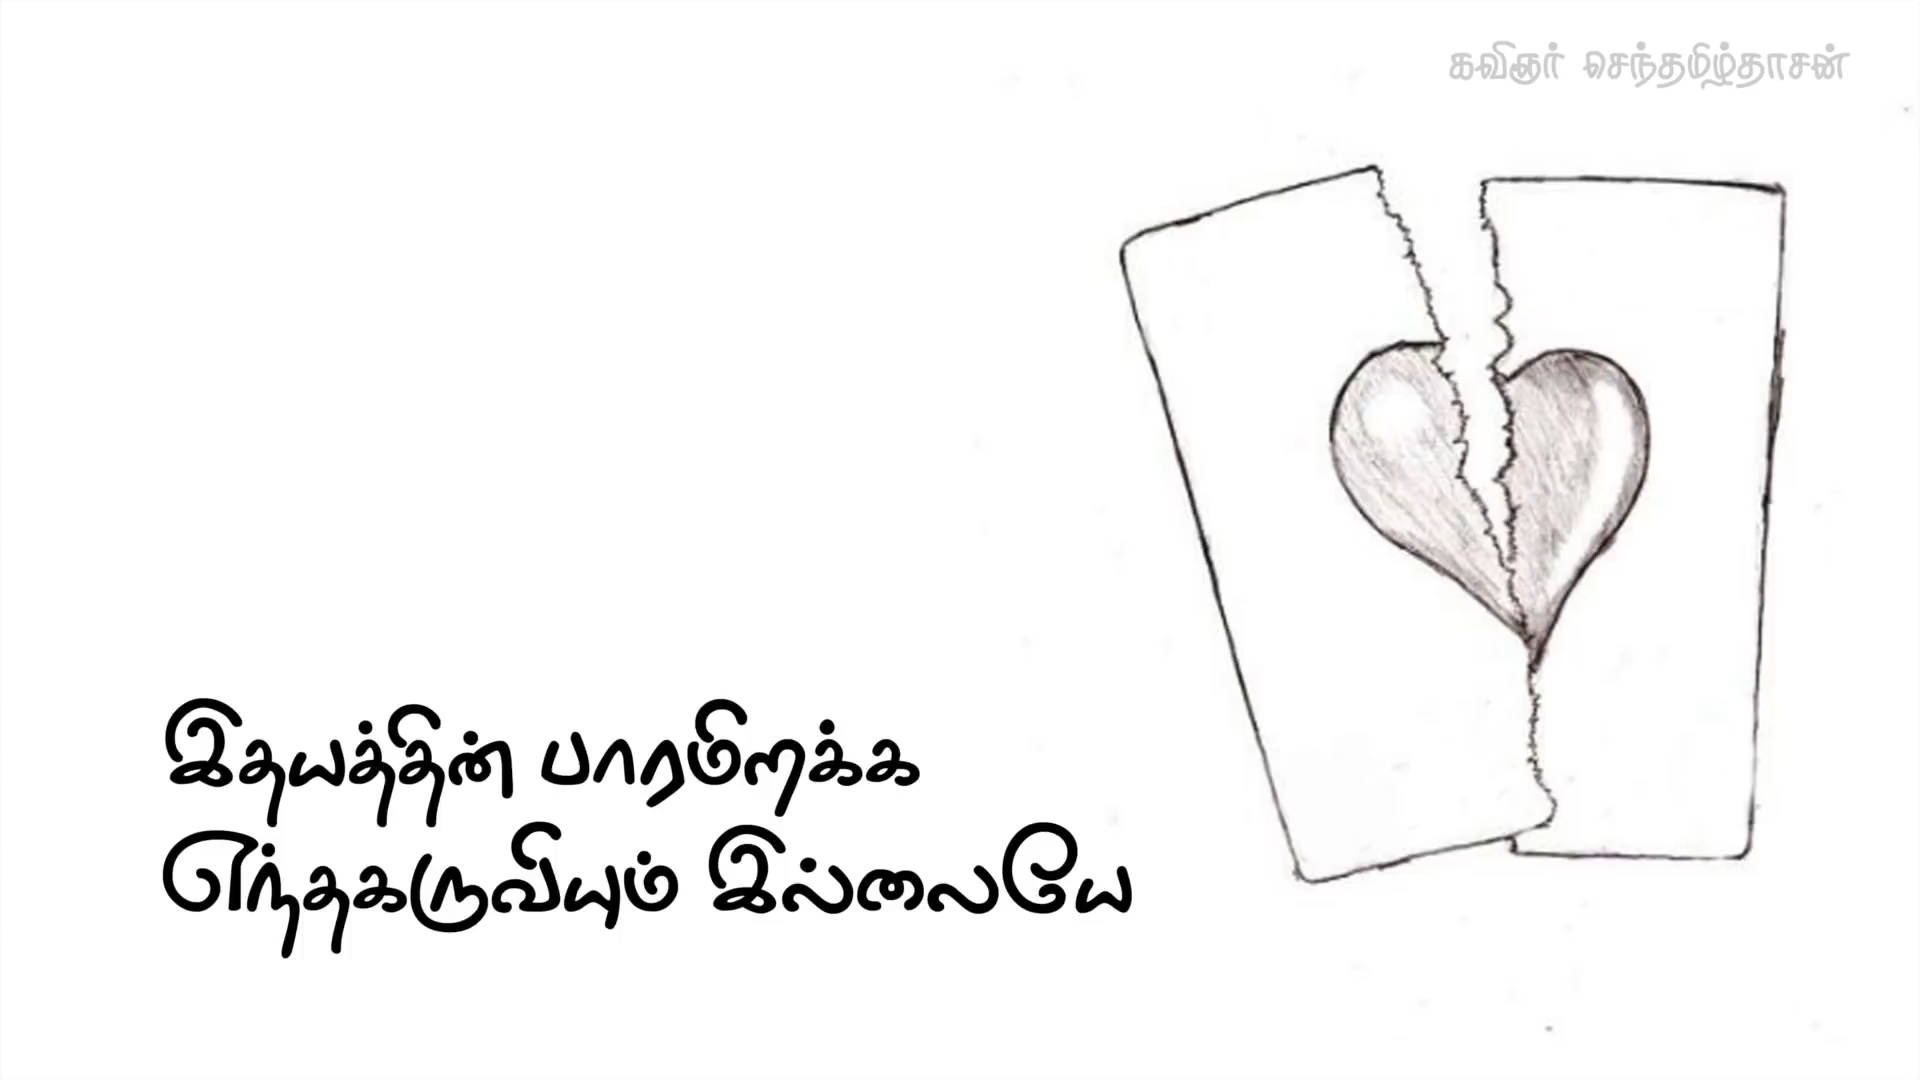 கவிஞர் செந்தமிழ்தாசன்
இதயத்தின் பாரமிறக்க
எந்தகருவியும் இல்லையே